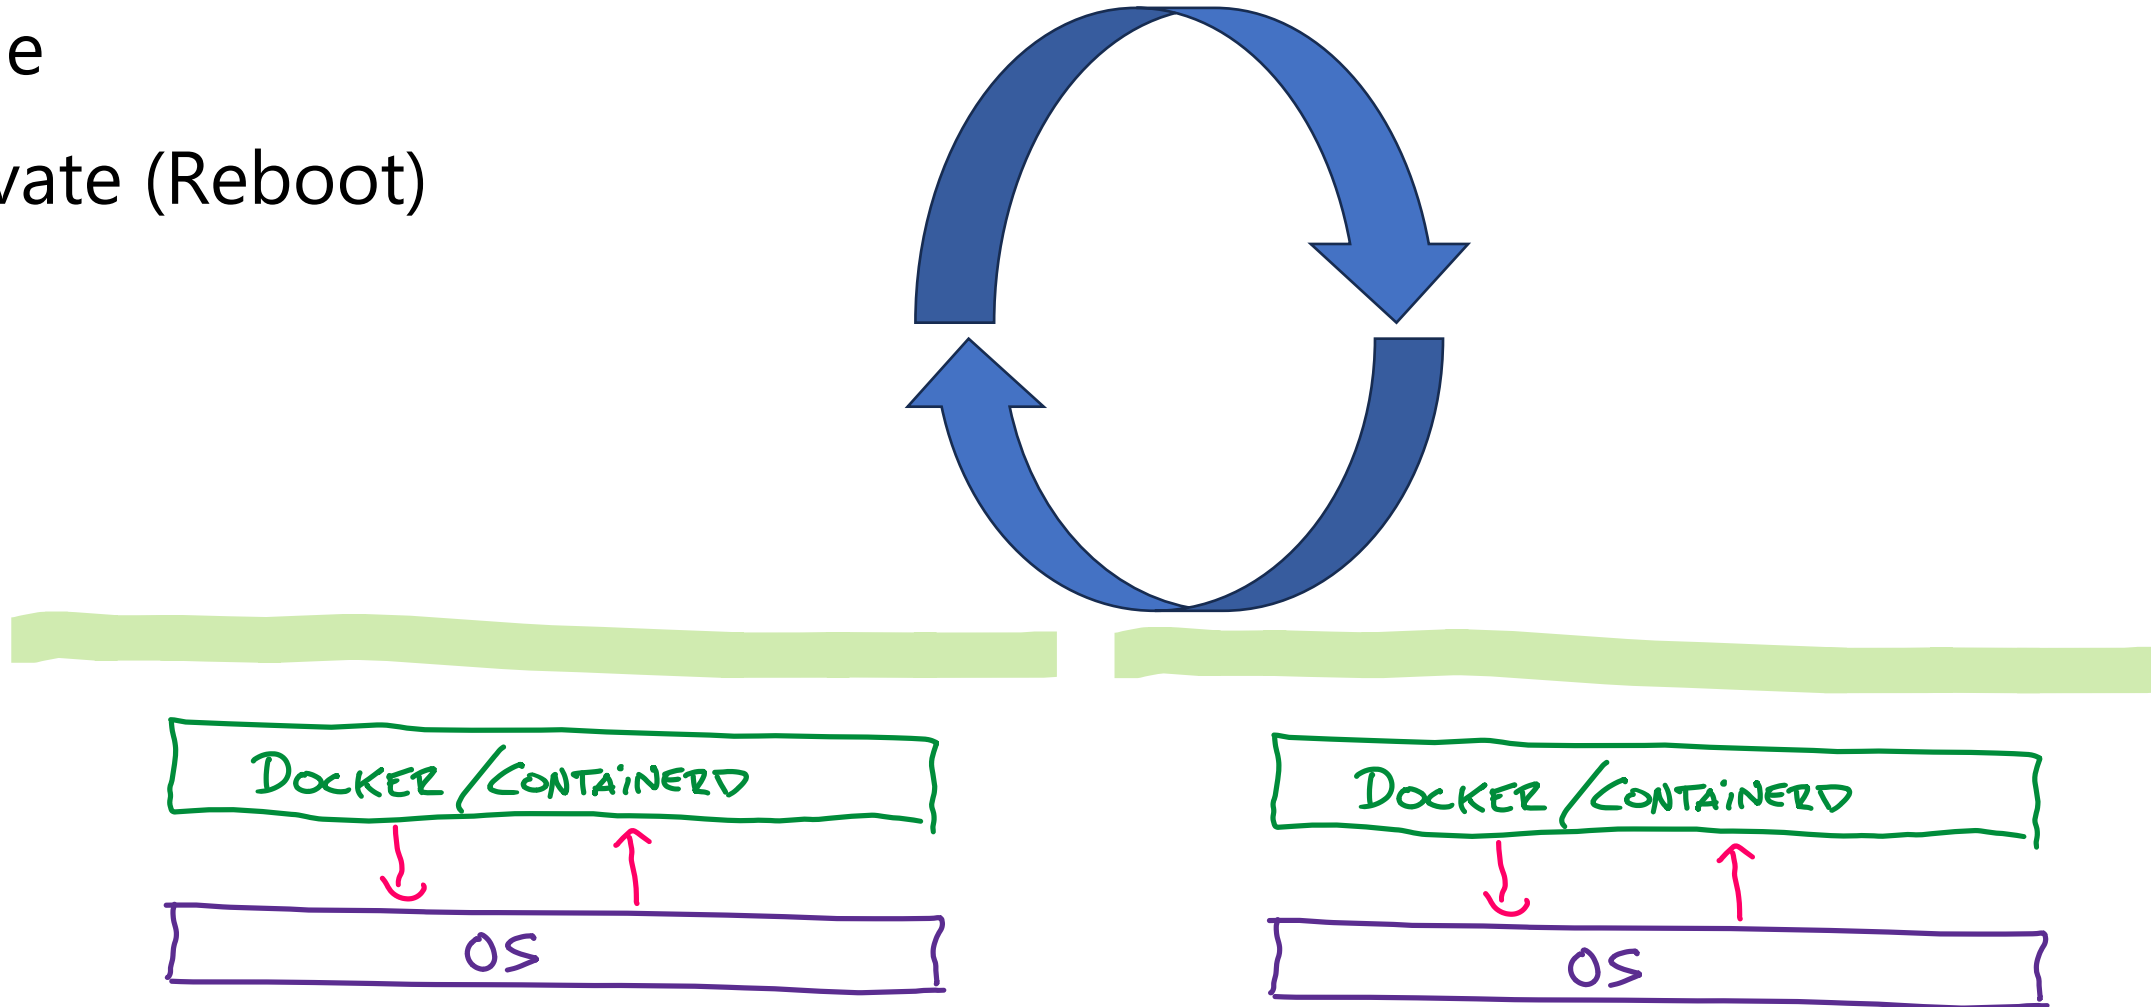 e
vate (Reboot)
DOCKER/CONTAiNERD
DOCKER/CONTAiNERD
OS
OS